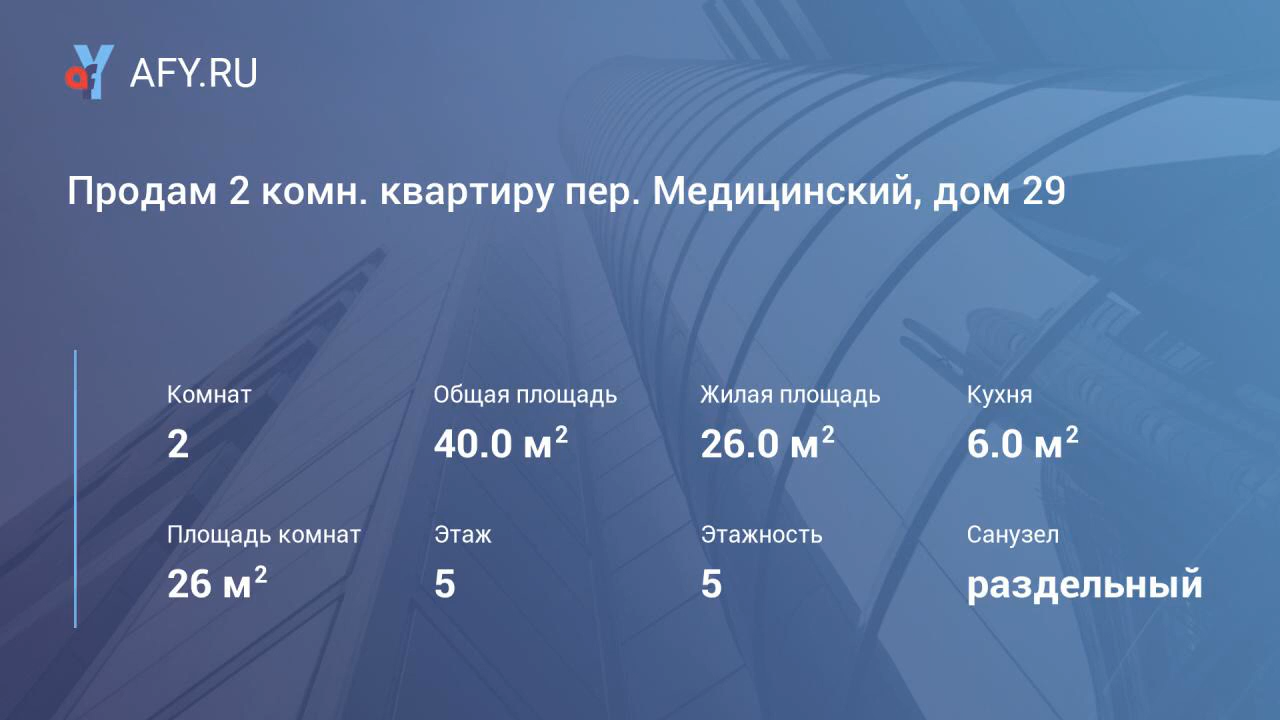 afY AFY.RU
Продам 2 комн. квартиру пер. Медицинский, дом 29
Комнат Общая площадь Жилая площадь Кухня
2 40.0 м² 26.0 м² 6.0 м²
Площадь комнат Этаж Этажность Санузел
26 м² 5 5 раздельный